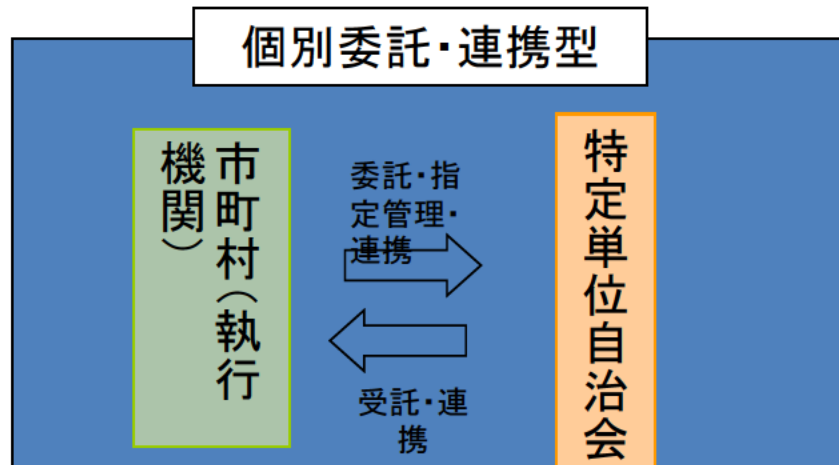 個別委託・連携型
市町村（執行
機関）
委託・指
定管理・
連携
受託・連
携
特定単位自治会